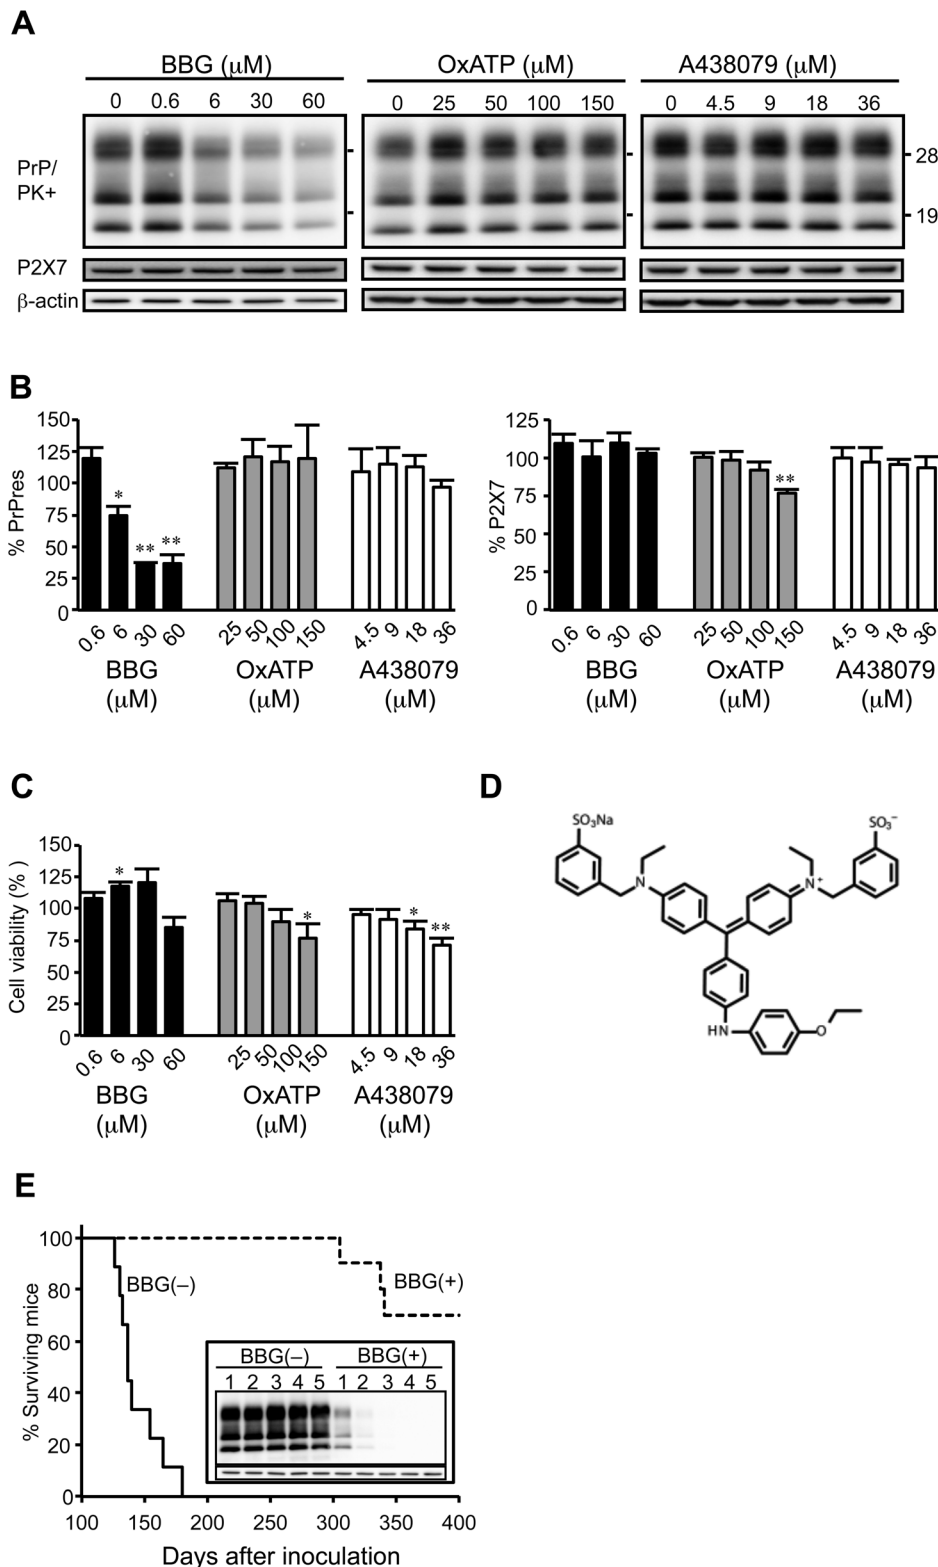 A
BBG (μM) OxATP (μM) A438079 (μM)
0 0.6 6 30 60 0 25 50 100 150 0 4.5 9 18 36
PrP/
PK+
28
19
P2X7
β-actin
B
% PrPres
150
125
100
75
50
25
0
* ** **
0.6 6 30 60 25 50 100 150 4.5 9 18 36
BBG OxATP A438079
(μM) (μM) (μM)
% P2X7
125
100
75
50
25
0
**
0.6 6 30 60 25 50 100 150 4.5 9 18 36
BBG OxATP A438079
(μM) (μM) (μM)
C
Cell viability (% )
150
125
100
75
50
25
0
* * * **
0.6 6 30 60 25 50 100 150 4.5 9 18 36
BBG OxATP A438079
(μM) (μM) (μM)
D
SO₃Na SO₃⁻
N N⁺
HN O
E
% Surviving mice
100
80
60
40
20
0
BBG(–)
BBG(+)
BBG(–) BBG(+)
1 2 3 4 5 1 2 3 4 5
100 150 200 250 300 350 400
Days after inoculation